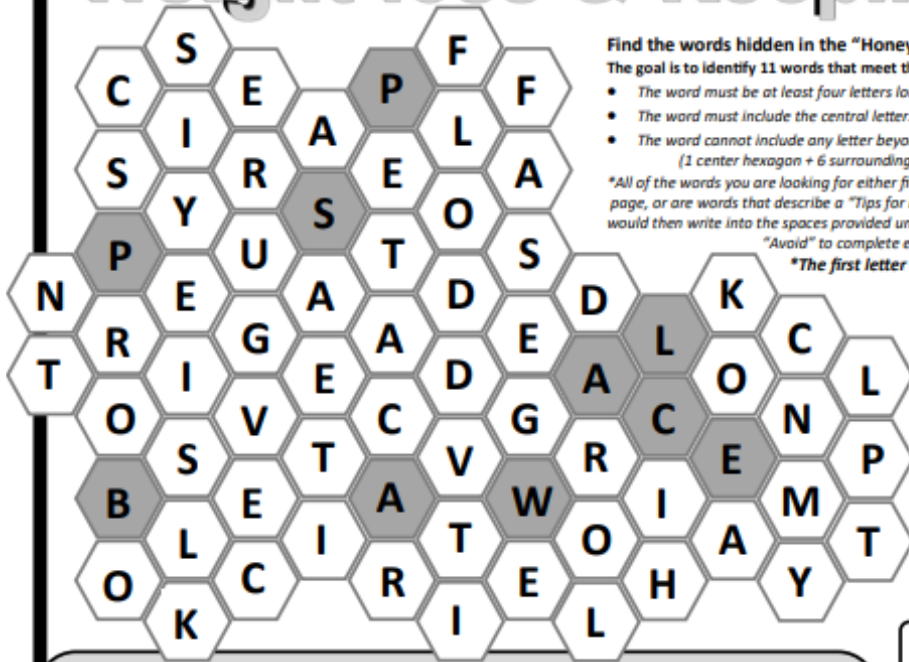 Find the words hidden in the "Honey
The goal is to identify 11 words that meet th
• The word must be at least four letters lo
• The word must include the central letter
• The word cannot include any letter beyo
(1 center hexagon + 6 surrounding
*All of the words you are looking for either fi
page, or are words that describe a "Tips for
would then write into the spaces provided un
"Avoid" to complete e
*The first letter
S F
C E P F
I A L
S R E A
Y S O
P U T S
N E A D D K
R G A E L C
T I E D A O L
O V C G C N
S T V R E P
B E A W I M
L I T O A T
O C R E H Y
K I L